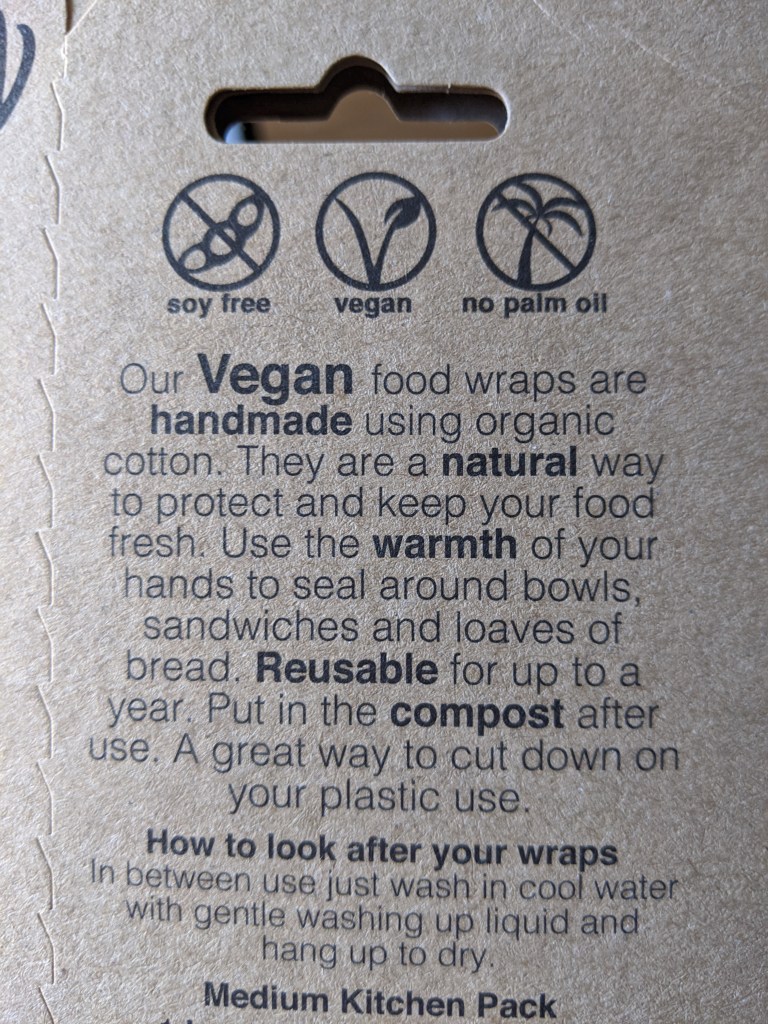 soy free vegan no palm oil
Our Vegan food wraps are
handmade using organic
cotton. They are a natural way
to protect and keep your food
fresh. Use the warmth of your
hands to seal around bowls,
sandwiches and loaves of
bread. Reusable for up to a
year. Put in the compost after
use. A great way to cut down on
your plastic use.
How to look after your wraps
In between use just wash in cool water
with gentle washing up liquid and
hang up to dry.
Medium Kitchen Pack